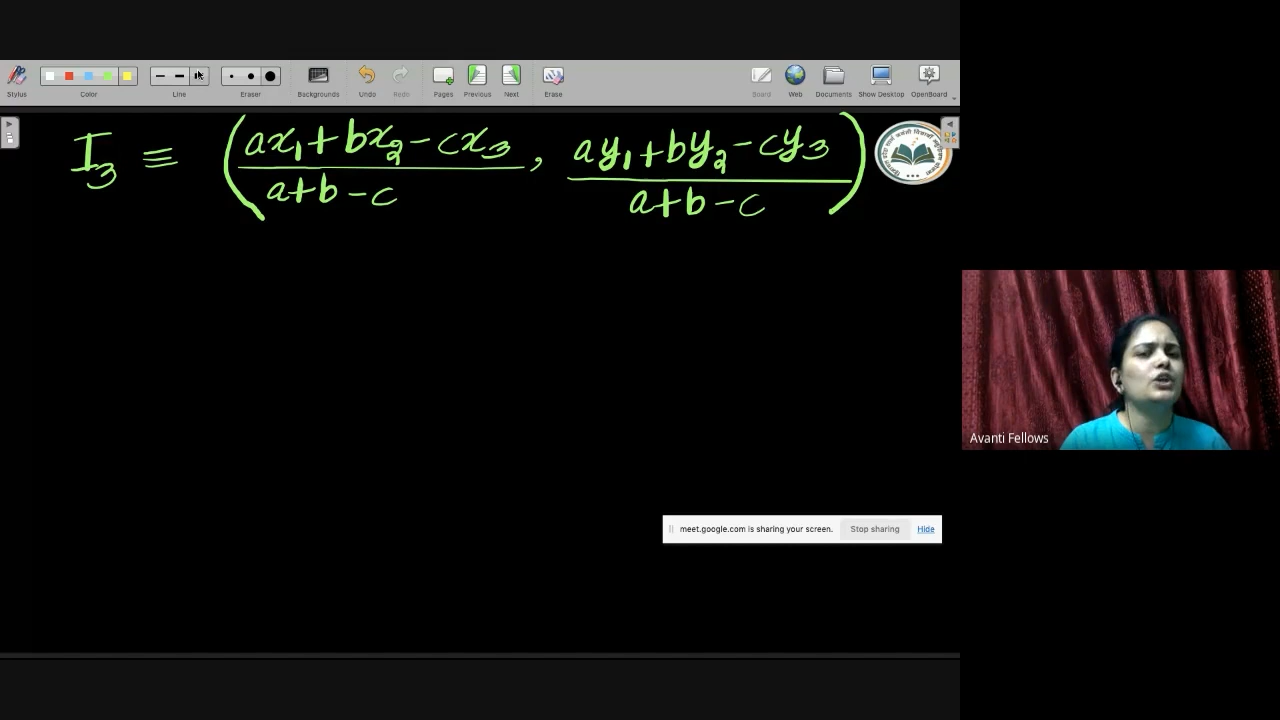 Stylus Color Line Eraser Backgrounds Undo Redo Pages Previous Next Erase Board Web Documents Show Desktop OpenBoard
I₃ ≡ ( (ax₁+bx₂-cx₃)/(a+b-c) , (ay₁+by₂-cy₃)/(a+b-c) )
Avanti Fellows
meet.google.com is sharing your screen. Stop sharing Hide